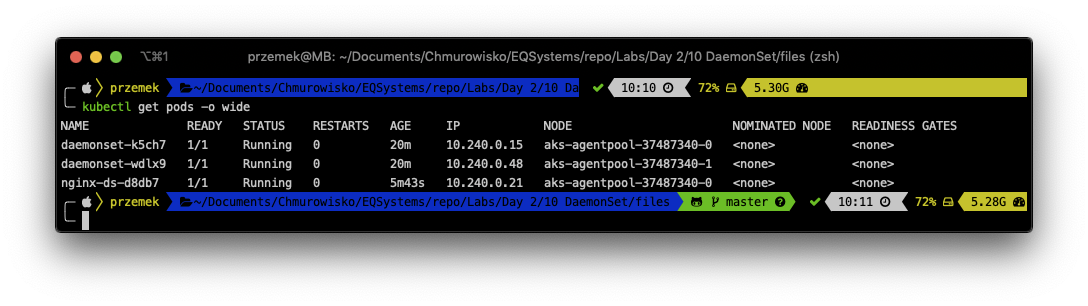 ⌥⌘1 przemek@MB: ~/Documents/Chmurowisko/EQSystems/repo/Labs/Day 2/10 DaemonSet/files (zsh)
przemek ~/Documents/Chmurowisko/EQSystems/repo/Labs/Day 2/10 Da ✔ 10:10 72% 5.30G
kubectl get pods -o wide
NAME READY STATUS RESTARTS AGE IP NODE NOMINATED NODE READINESS GATES
daemonset-k5ch7 1/1 Running 0 20m 10.240.0.15 aks-agentpool-37487340-0 <none> <none>
daemonset-wdlx9 1/1 Running 0 20m 10.240.0.48 aks-agentpool-37487340-1 <none> <none>
nginx-ds-d8db7 1/1 Running 0 5m43s 10.240.0.21 aks-agentpool-37487340-0 <none> <none>
przemek ~/Documents/Chmurowisko/EQSystems/repo/Labs/Day 2/10 DaemonSet/files master ? ✔ 10:11 72% 5.28G